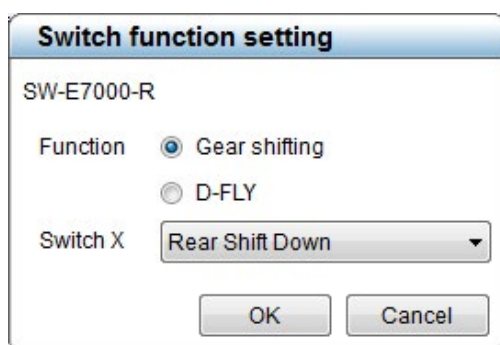 Switch function setting
SW-E7000-R
Function Gear shifting
D-FLY
Switch X Rear Shift Down
OK Cancel